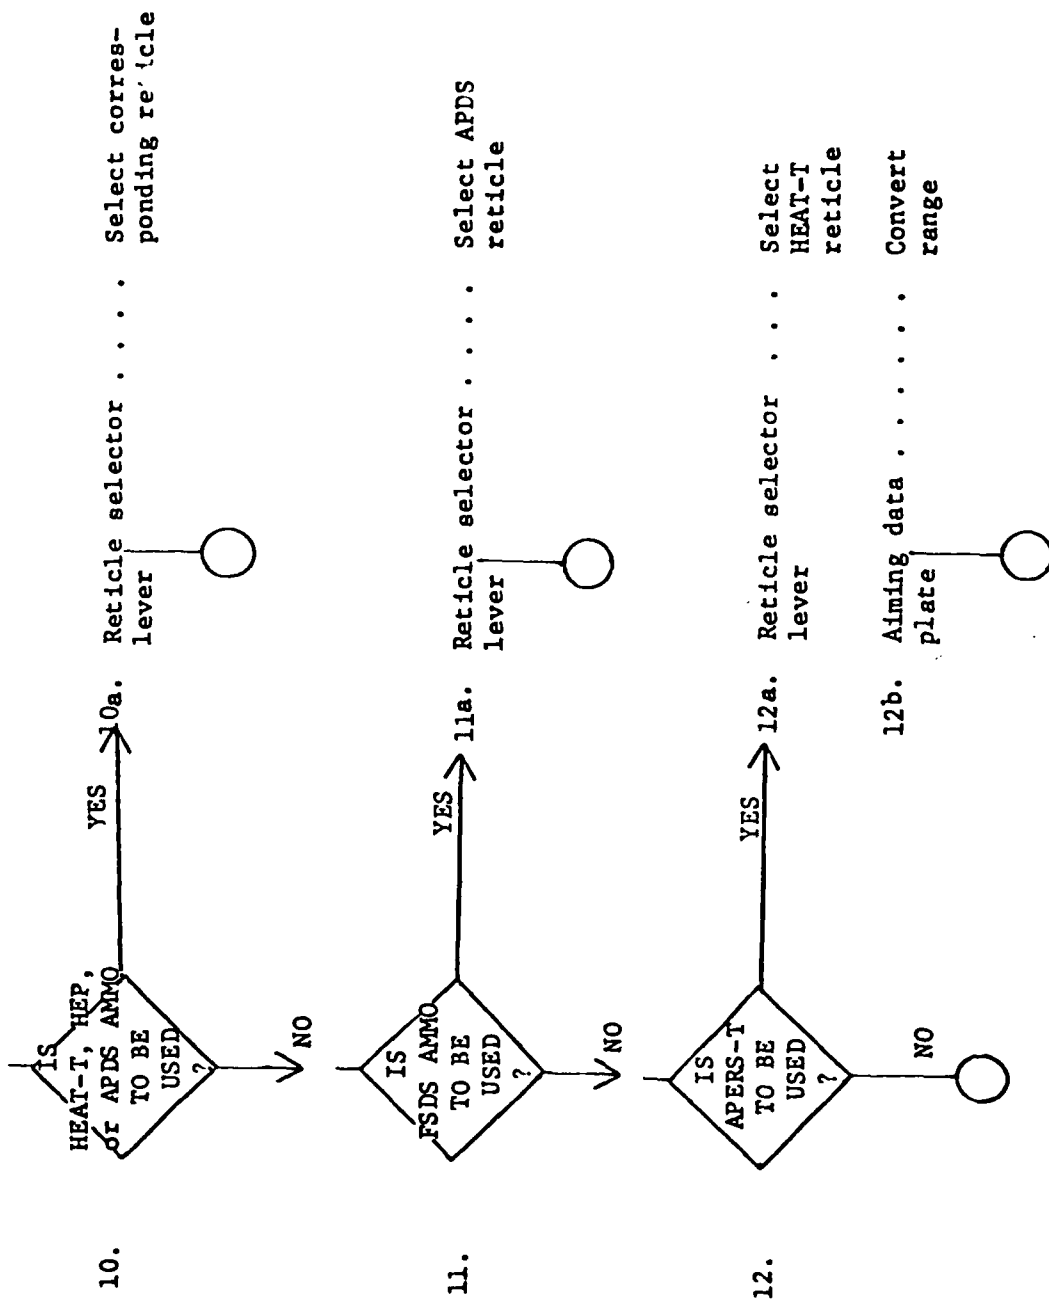 10.
IS
HEAT-T, HEP,
or APDS AMMO
TO BE
USED
?
YES
NO
10a. Reticle selector . . . . Select corres-
lever
ponding reticle
11.
IS
FSDS AMMO
TO BE
USED
?
YES
NO
11a. Reticle selector . . . . Select APDS
lever
reticle
12.
IS
APERS-T
TO BE
USED
?
YES
NO
12a. Reticle selector . . . Select
lever
HEAT-T
reticle
12b. Aiming data . . . . . . Convert
plate
range